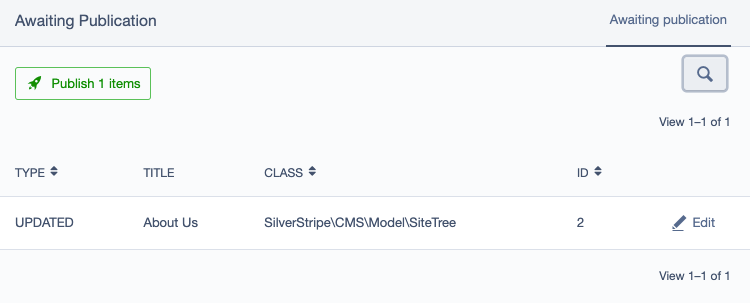 Awaiting Publication
Awaiting publication
Publish 1 items
View 1–1 of 1
TYPE TITLE CLASS ID
UPDATED About Us SilverStripe\CMS\Model\SiteTree 2 Edit
View 1–1 of 1